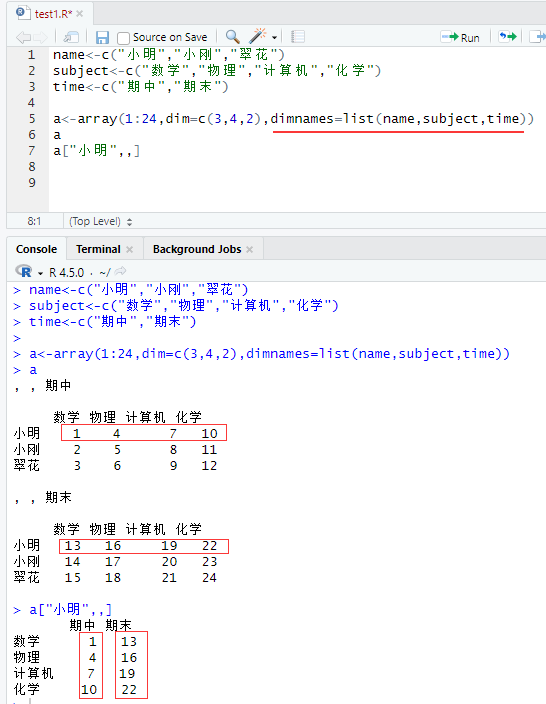 test1.R*
Source on Save
Run
1 name<-c("小明","小刚","翠花")
2 subject<-c("数学","物理","计算机","化学")
3 time<-c("期中","期末")
4
5 a<-array(1:24,dim=c(3,4,2),dimnames=list(name,subject,time))
6 a
7 a["小明",,]
8
9
8:1 (Top Level)
Console Terminal Background Jobs
R R 4.5.0 · ~/
> name<-c("小明","小刚","翠花")
> subject<-c("数学","物理","计算机","化学")
> time<-c("期中","期末")
>
> a<-array(1:24,dim=c(3,4,2),dimnames=list(name,subject,time))
> a
, , 期中
数学 物理 计算机 化学
小明 1 4 7 10
小刚 2 5 8 11
翠花 3 6 9 12
, , 期末
数学 物理 计算机 化学
小明 13 16 19 22
小刚 14 17 20 23
翠花 15 18 21 24
> a["小明",,]
期中 期末
数学 1 13
物理 4 16
计算机 7 19
化学 10 22